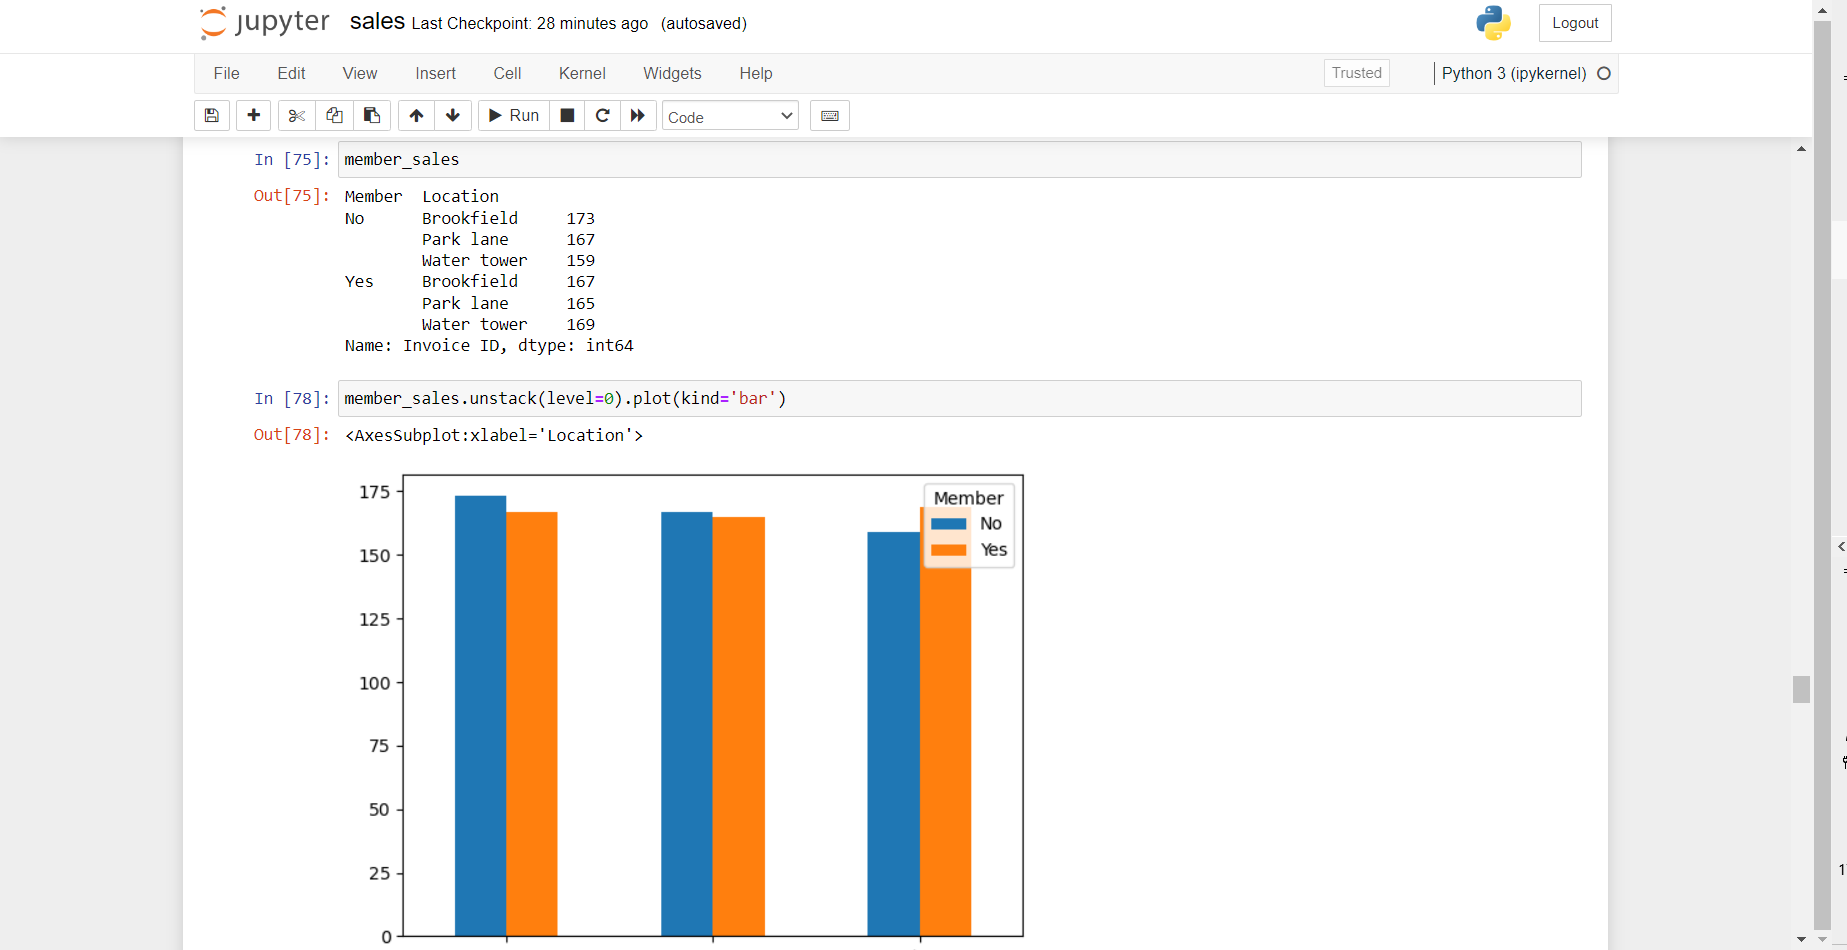 jupyter sales Last Checkpoint: 28 minutes ago (autosaved) Logout
File Edit View Insert Cell Kernel Widgets Help Trusted Python 3 (ipykernel)
Run Code
In [75]: member_sales
Out[75]: Member Location
No Brookfield 173
Park lane 167
Water tower 159
Yes Brookfield 167
Park lane 165
Water tower 169
Name: Invoice ID, dtype: int64
In [78]: member_sales.unstack(level=0).plot(kind='bar')
Out[78]: <AxesSubplot:xlabel='Location'>
175
150
125
100
75
50
25
0
Member
No
Yes